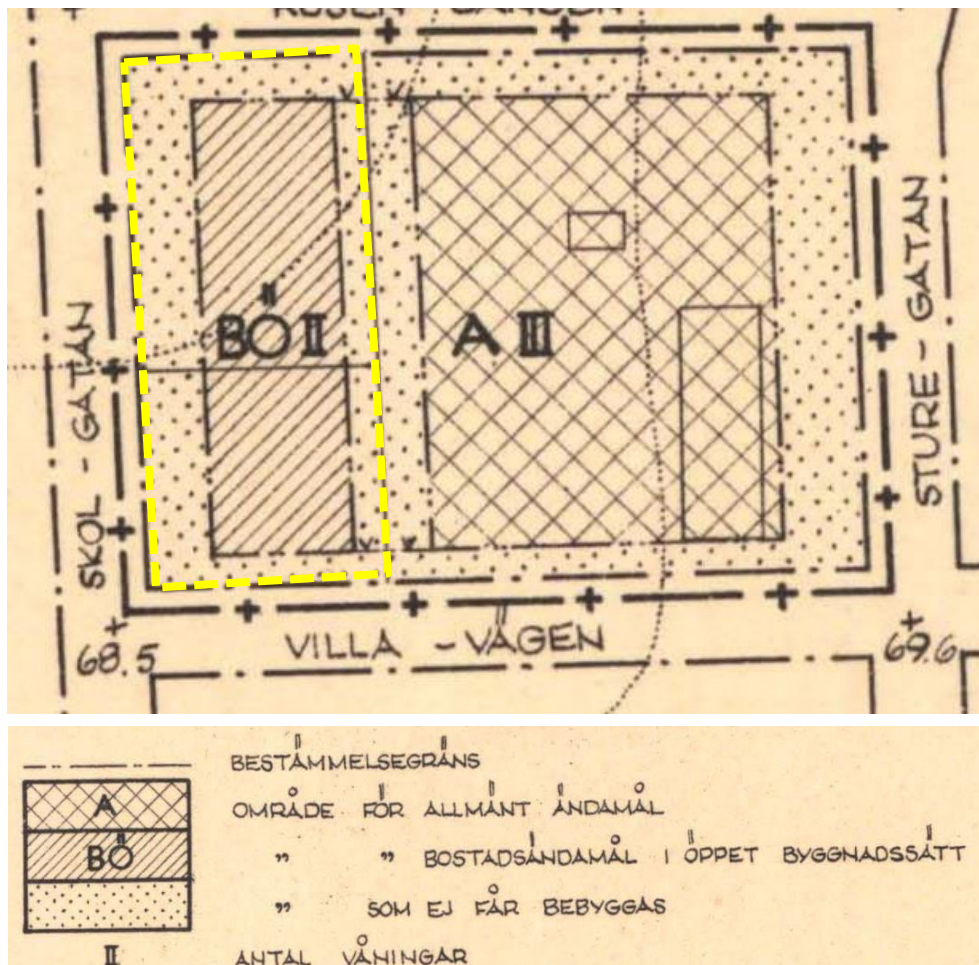 SKOL - GATAN
BÖ II
A III
STURE - GATAN
68.5
VILLA - VÄGEN
69.6
BESTÄMMELSEGRÄNS
A
OMRÅDE FÖR ALLMÄNT ÄNDAMÅL
BÖ
” ” BOSTADSÄNDAMÅL I ÖPPET BYGGNADSSÄTT
” SOM EJ FÅR BEBYGGAS
II
ANTAL VÅNINGAR